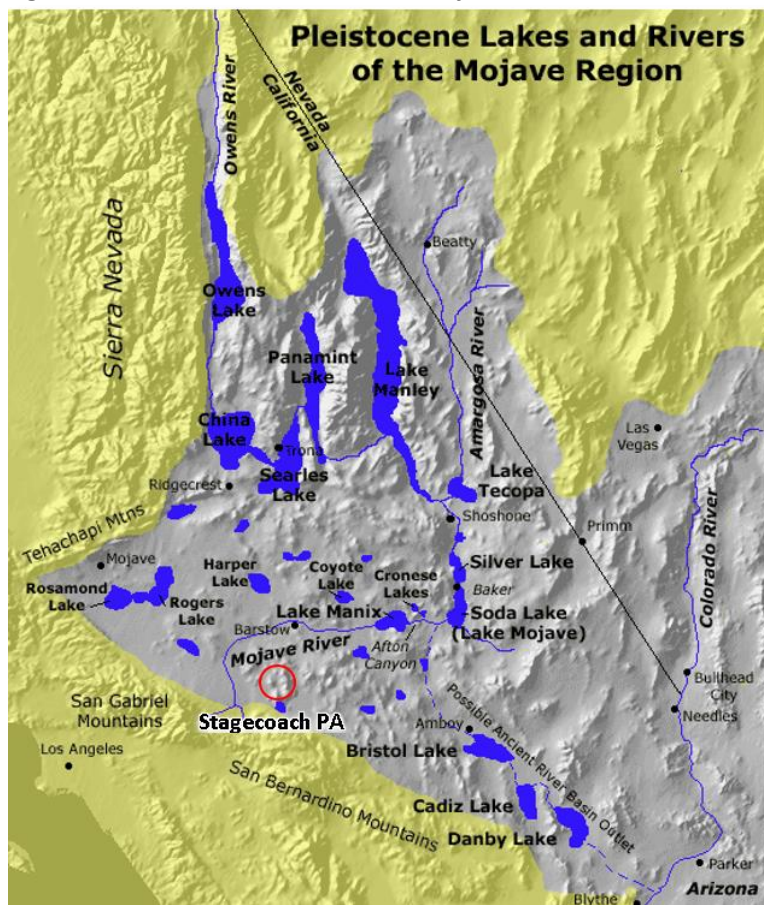 Pleistocene Lakes and Rivers
of the Mojave Region
Owens River
Nevada
California
Sierra Nevada
Beatty
Owens
Lake
Panamint
Lake
Lake
Manley
Amargosa River
Las
Vegas
China
Lake
Trona
Searles
Lake
Ridgecrest
Lake
Tecopa
Shoshone
Primm
Colorado River
Tehachapi Mtns
Mojave
Rosamond
Lake
Rogers
Lake
Harper
Lake
Coyote
Lake
Cronese
Lakes
Silver Lake
Baker
Lake Manix
Soda Lake
(Lake Mojave)
Barstow
Afton
Canyon
Mojave River
Bullhead
City
Needles
San Gabriel
Mountains
Stagecoach PA
Los Angeles
Amboy
Possible Ancient River Basin Outlet
Bristol Lake
San Bernardino Mountains
Cadiz Lake
Danby Lake
Parker
Arizona
Blythe